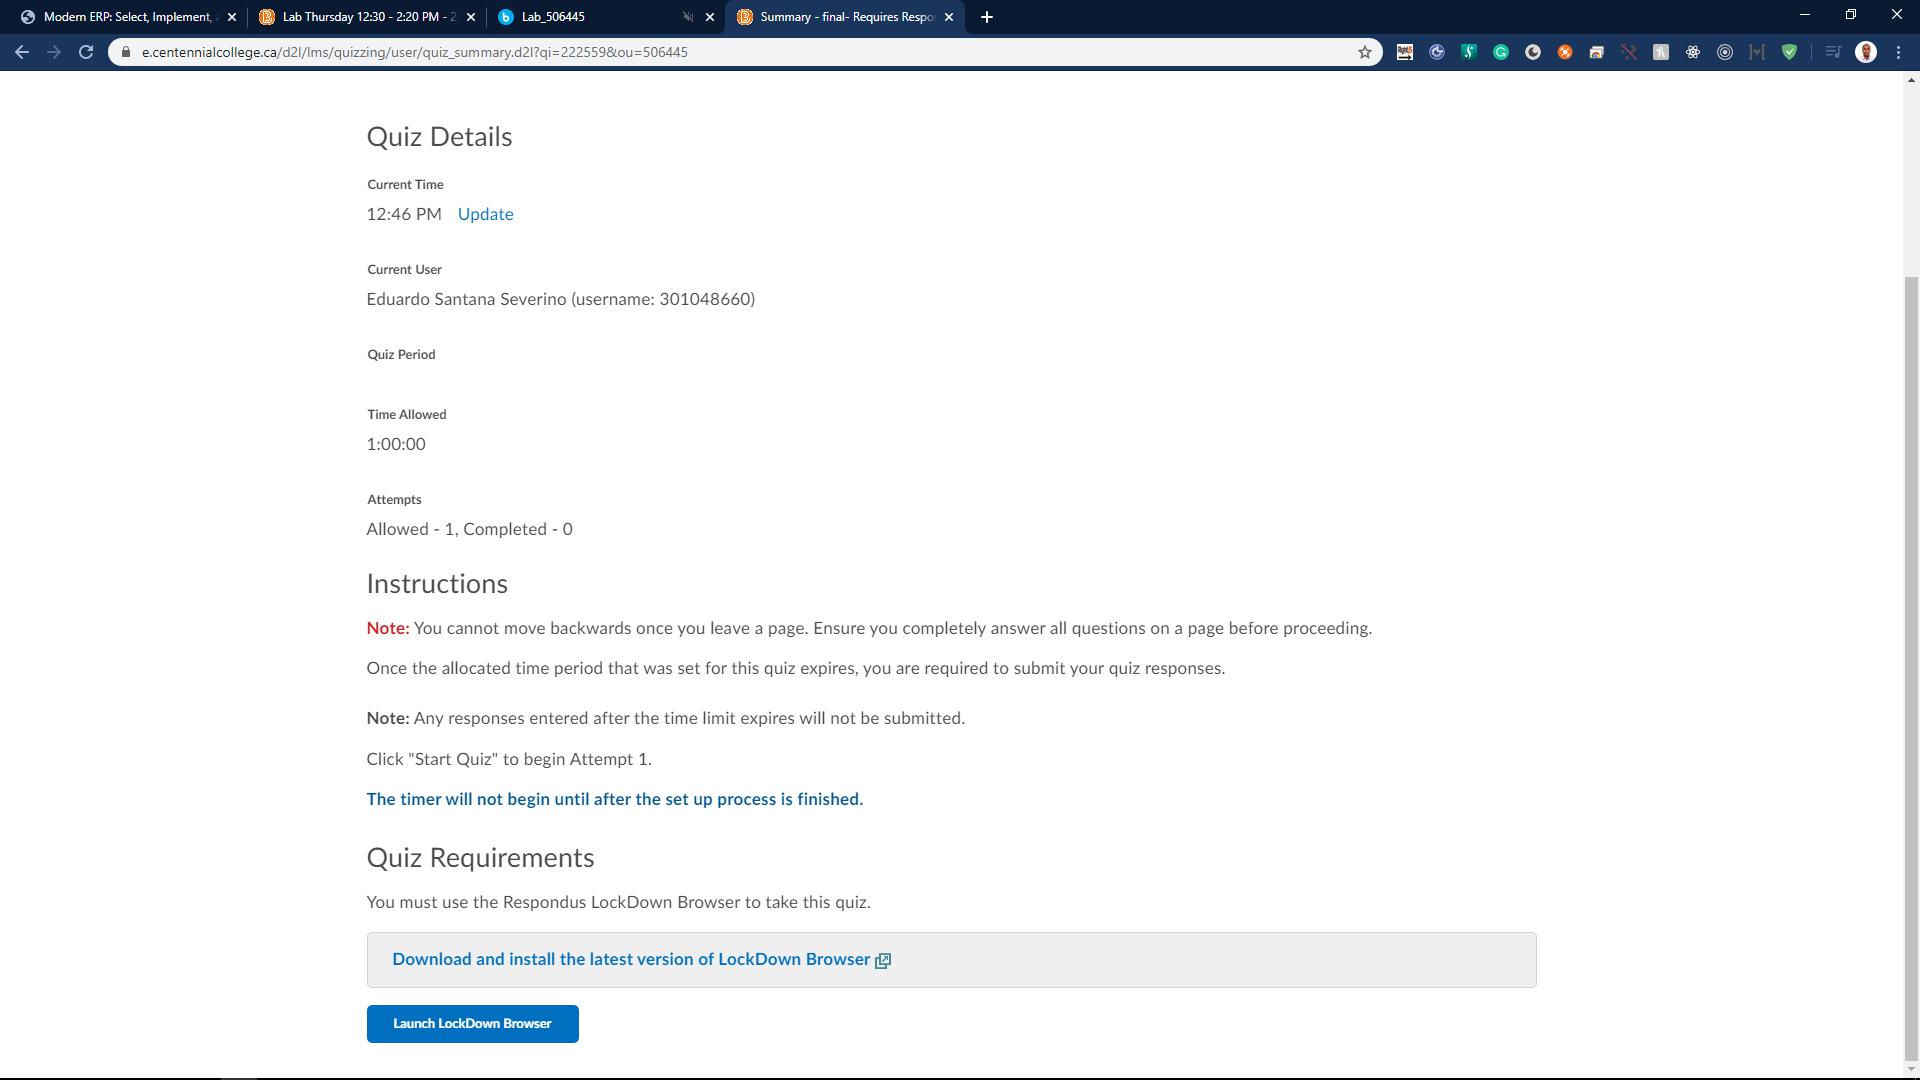 Modern ERP: Select, Implement,
Lab Thursday 12:30 - 2:20 PM - 2
Lab_506445
Summary - final- Requires Respo
e.centennialcollege.ca/d2l/lms/quizzing/user/quiz_summary.d2l?qi=222559&ou=506445
Quiz Details
Current Time
12:46 PM Update
Current User
Eduardo Santana Severino (username: 301048660)
Quiz Period
Time Allowed
1:00:00
Attempts
Allowed - 1, Completed - 0
Instructions
Note: You cannot move backwards once you leave a page. Ensure you completely answer all questions on a page before proceeding.
Once the allocated time period that was set for this quiz expires, you are required to submit your quiz responses.
Note: Any responses entered after the time limit expires will not be submitted.
Click "Start Quiz" to begin Attempt 1.
The timer will not begin until after the set up process is finished.
Quiz Requirements
You must use the Respondus LockDown Browser to take this quiz.
Download and install the latest version of LockDown Browser
Launch LockDown Browser